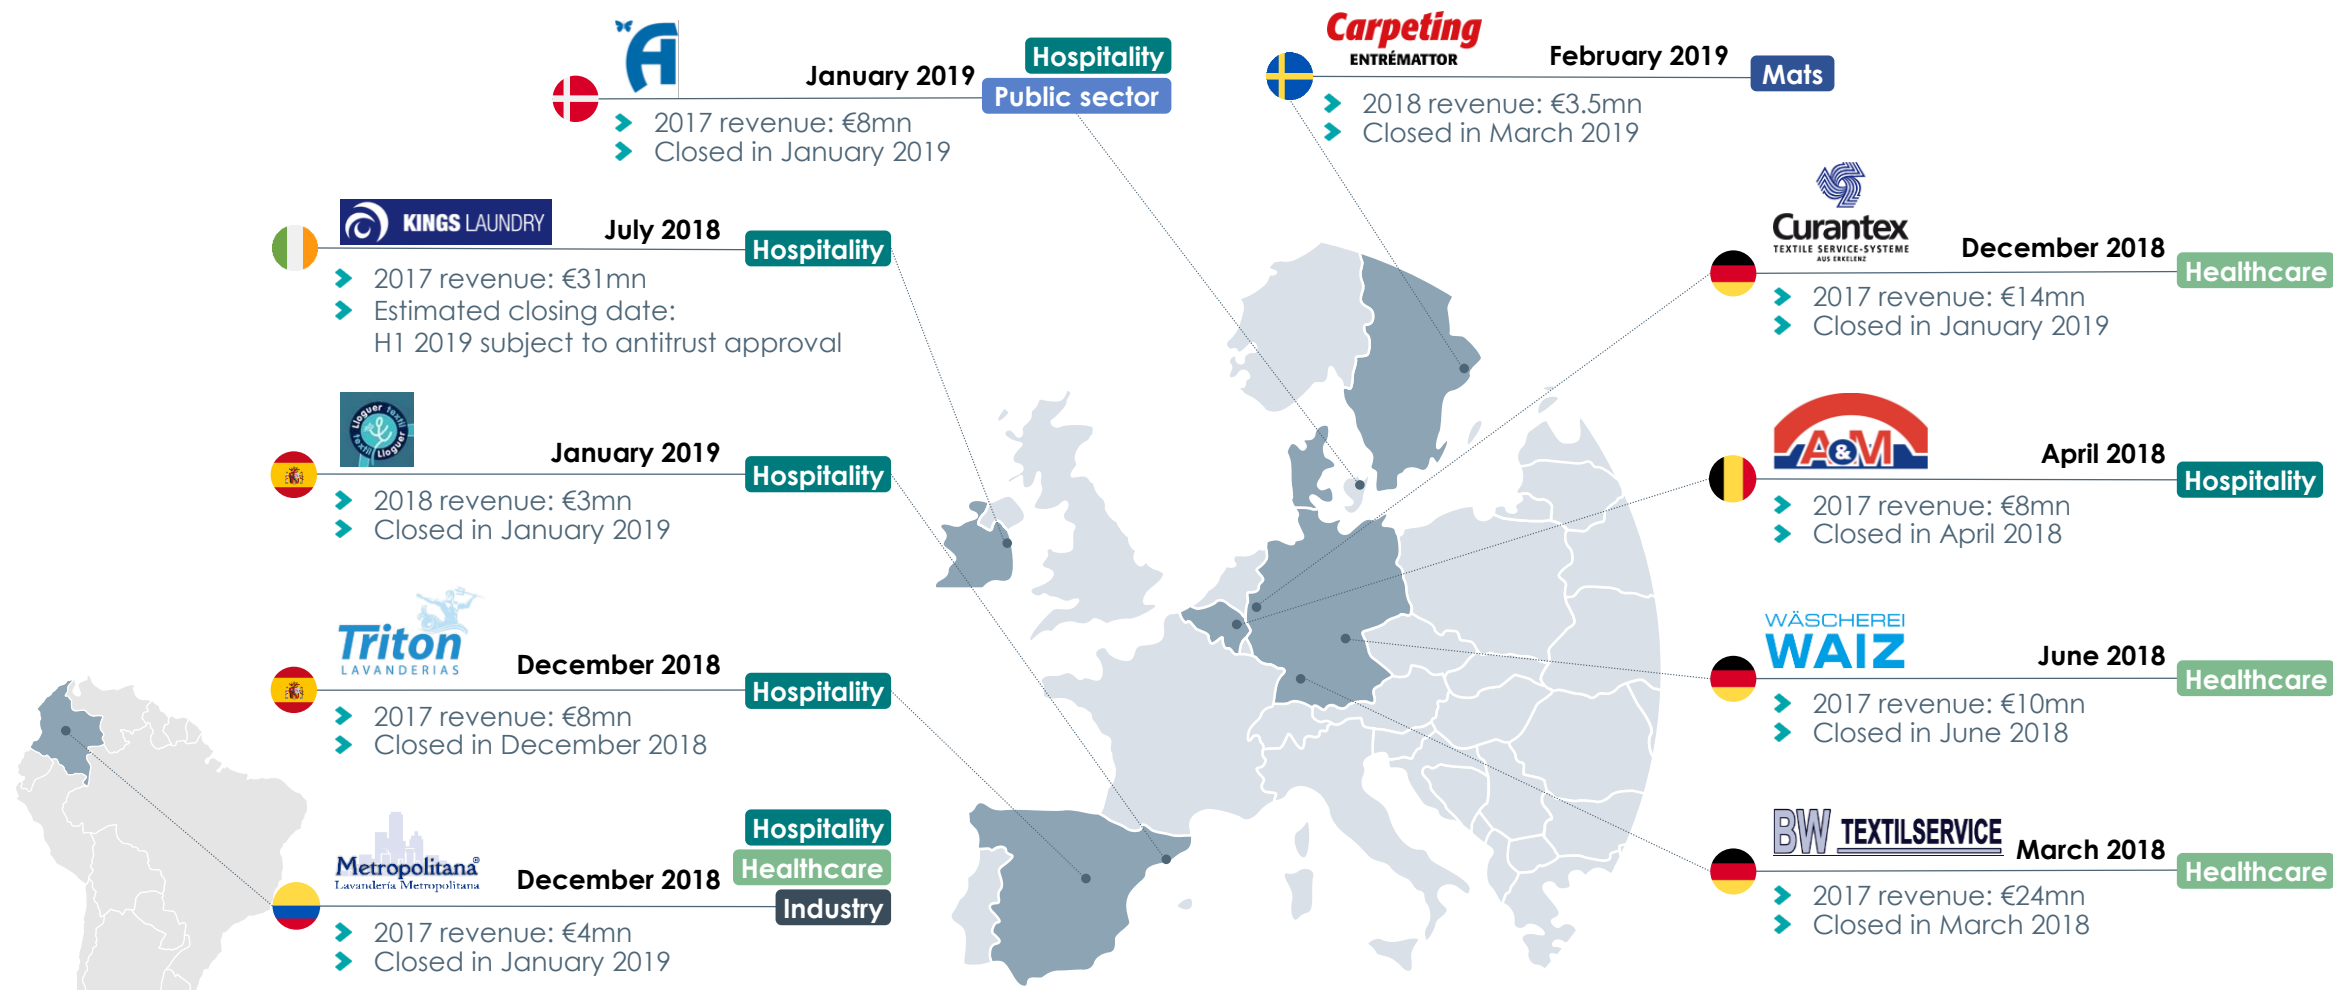 A
January 2019
Hospitality
Public sector
2017 revenue: €8mn
Closed in January 2019
Carpeting
ENTRÉMATTOR
February 2019
Mats
2018 revenue: €3.5mn
Closed in March 2019
KINGS LAUNDRY
July 2018
Hospitality
2017 revenue: €31mn
Estimated closing date:
H1 2019 subject to antitrust approval
Curantex
TEXTILE SERVICE-SYSTEME
AUS ERKELENZ
December 2018
Healthcare
2017 revenue: €14mn
Closed in January 2019
Lloguer textil
textil Lloguer
January 2019
Hospitality
2018 revenue: €3mn
Closed in January 2019
A&M
April 2018
Hospitality
2017 revenue: €8mn
Closed in April 2018
Triton
LAVANDERIAS
December 2018
Hospitality
2017 revenue: €8mn
Closed in December 2018
WÄSCHEREI
WAIZ
June 2018
Healthcare
2017 revenue: €10mn
Closed in June 2018
Metropolitana®
Lavandería Metropolitana
December 2018
Hospitality
Healthcare
Industry
2017 revenue: €4mn
Closed in January 2019
BW TEXTILSERVICE
March 2018
Healthcare
2017 revenue: €24mn
Closed in March 2018